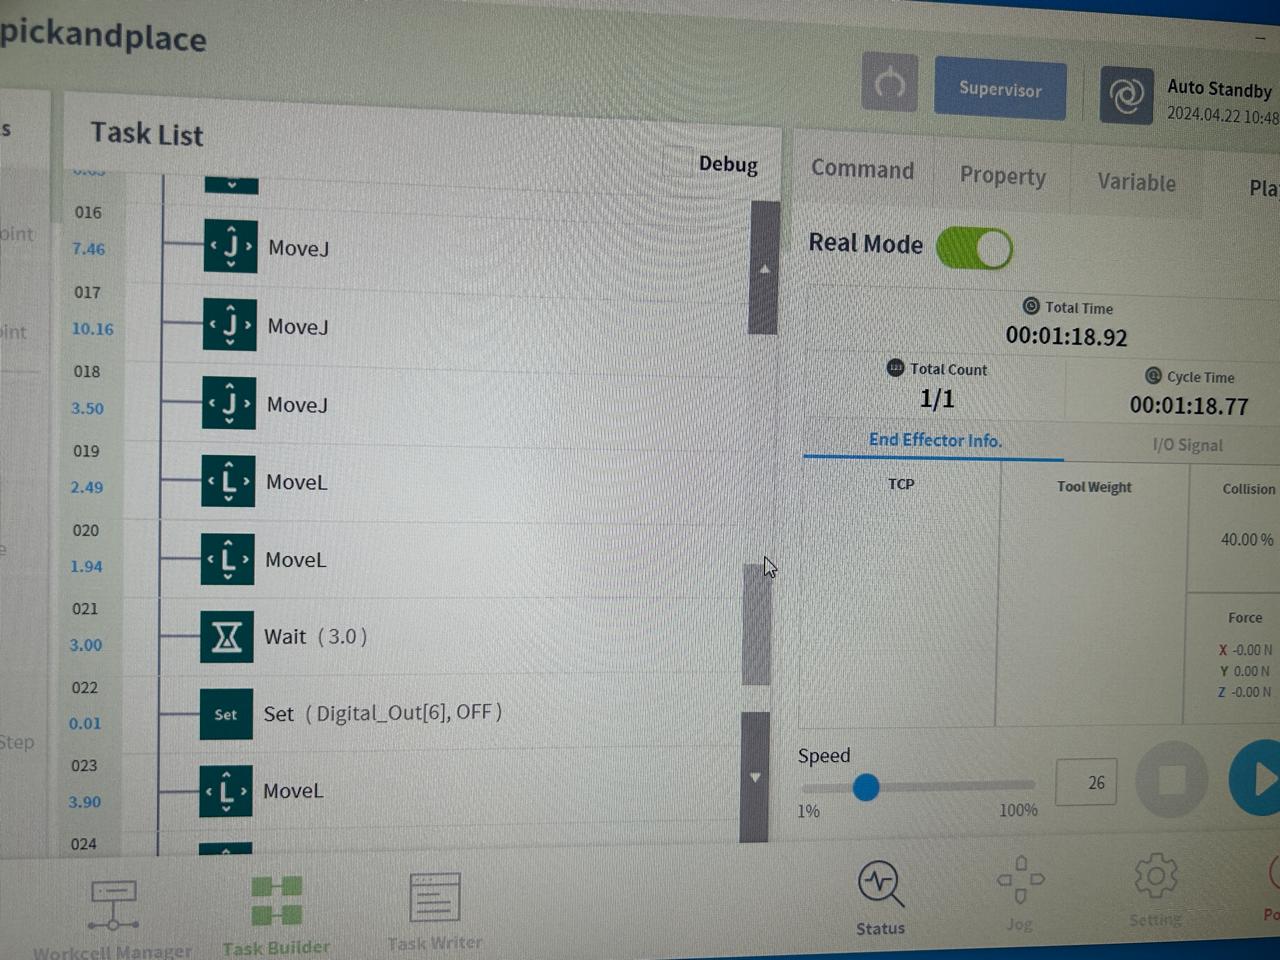 pickandplace
Supervisor
Auto Standby
2024.04.22 10:48
s
Task List
Debug
Command
Property
Variable
Pla
016
7.46
MoveJ
oint
Real Mode
017
10.16
MoveJ
oint
Total Time
00:01:18.92
018
3.50
MoveJ
Total Count
1/1
Cycle Time
00:01:18.77
019
2.49
MoveL
End Effector Info.
I/O Signal
TCP
Tool Weight
Collision
40.00 %
020
1.94
MoveL
e
021
3.00
Wait ( 3.0 )
Force
X -0.00 N
Y 0.00 N
Z -0.00 N
022
0.01
Set
Set ( Digital_Out[6], OFF )
Step
023
3.90
MoveL
Speed
1%
100%
26
024
Workcell Manager
Task Builder
Task Writer
Status
Jog
Setting
Po